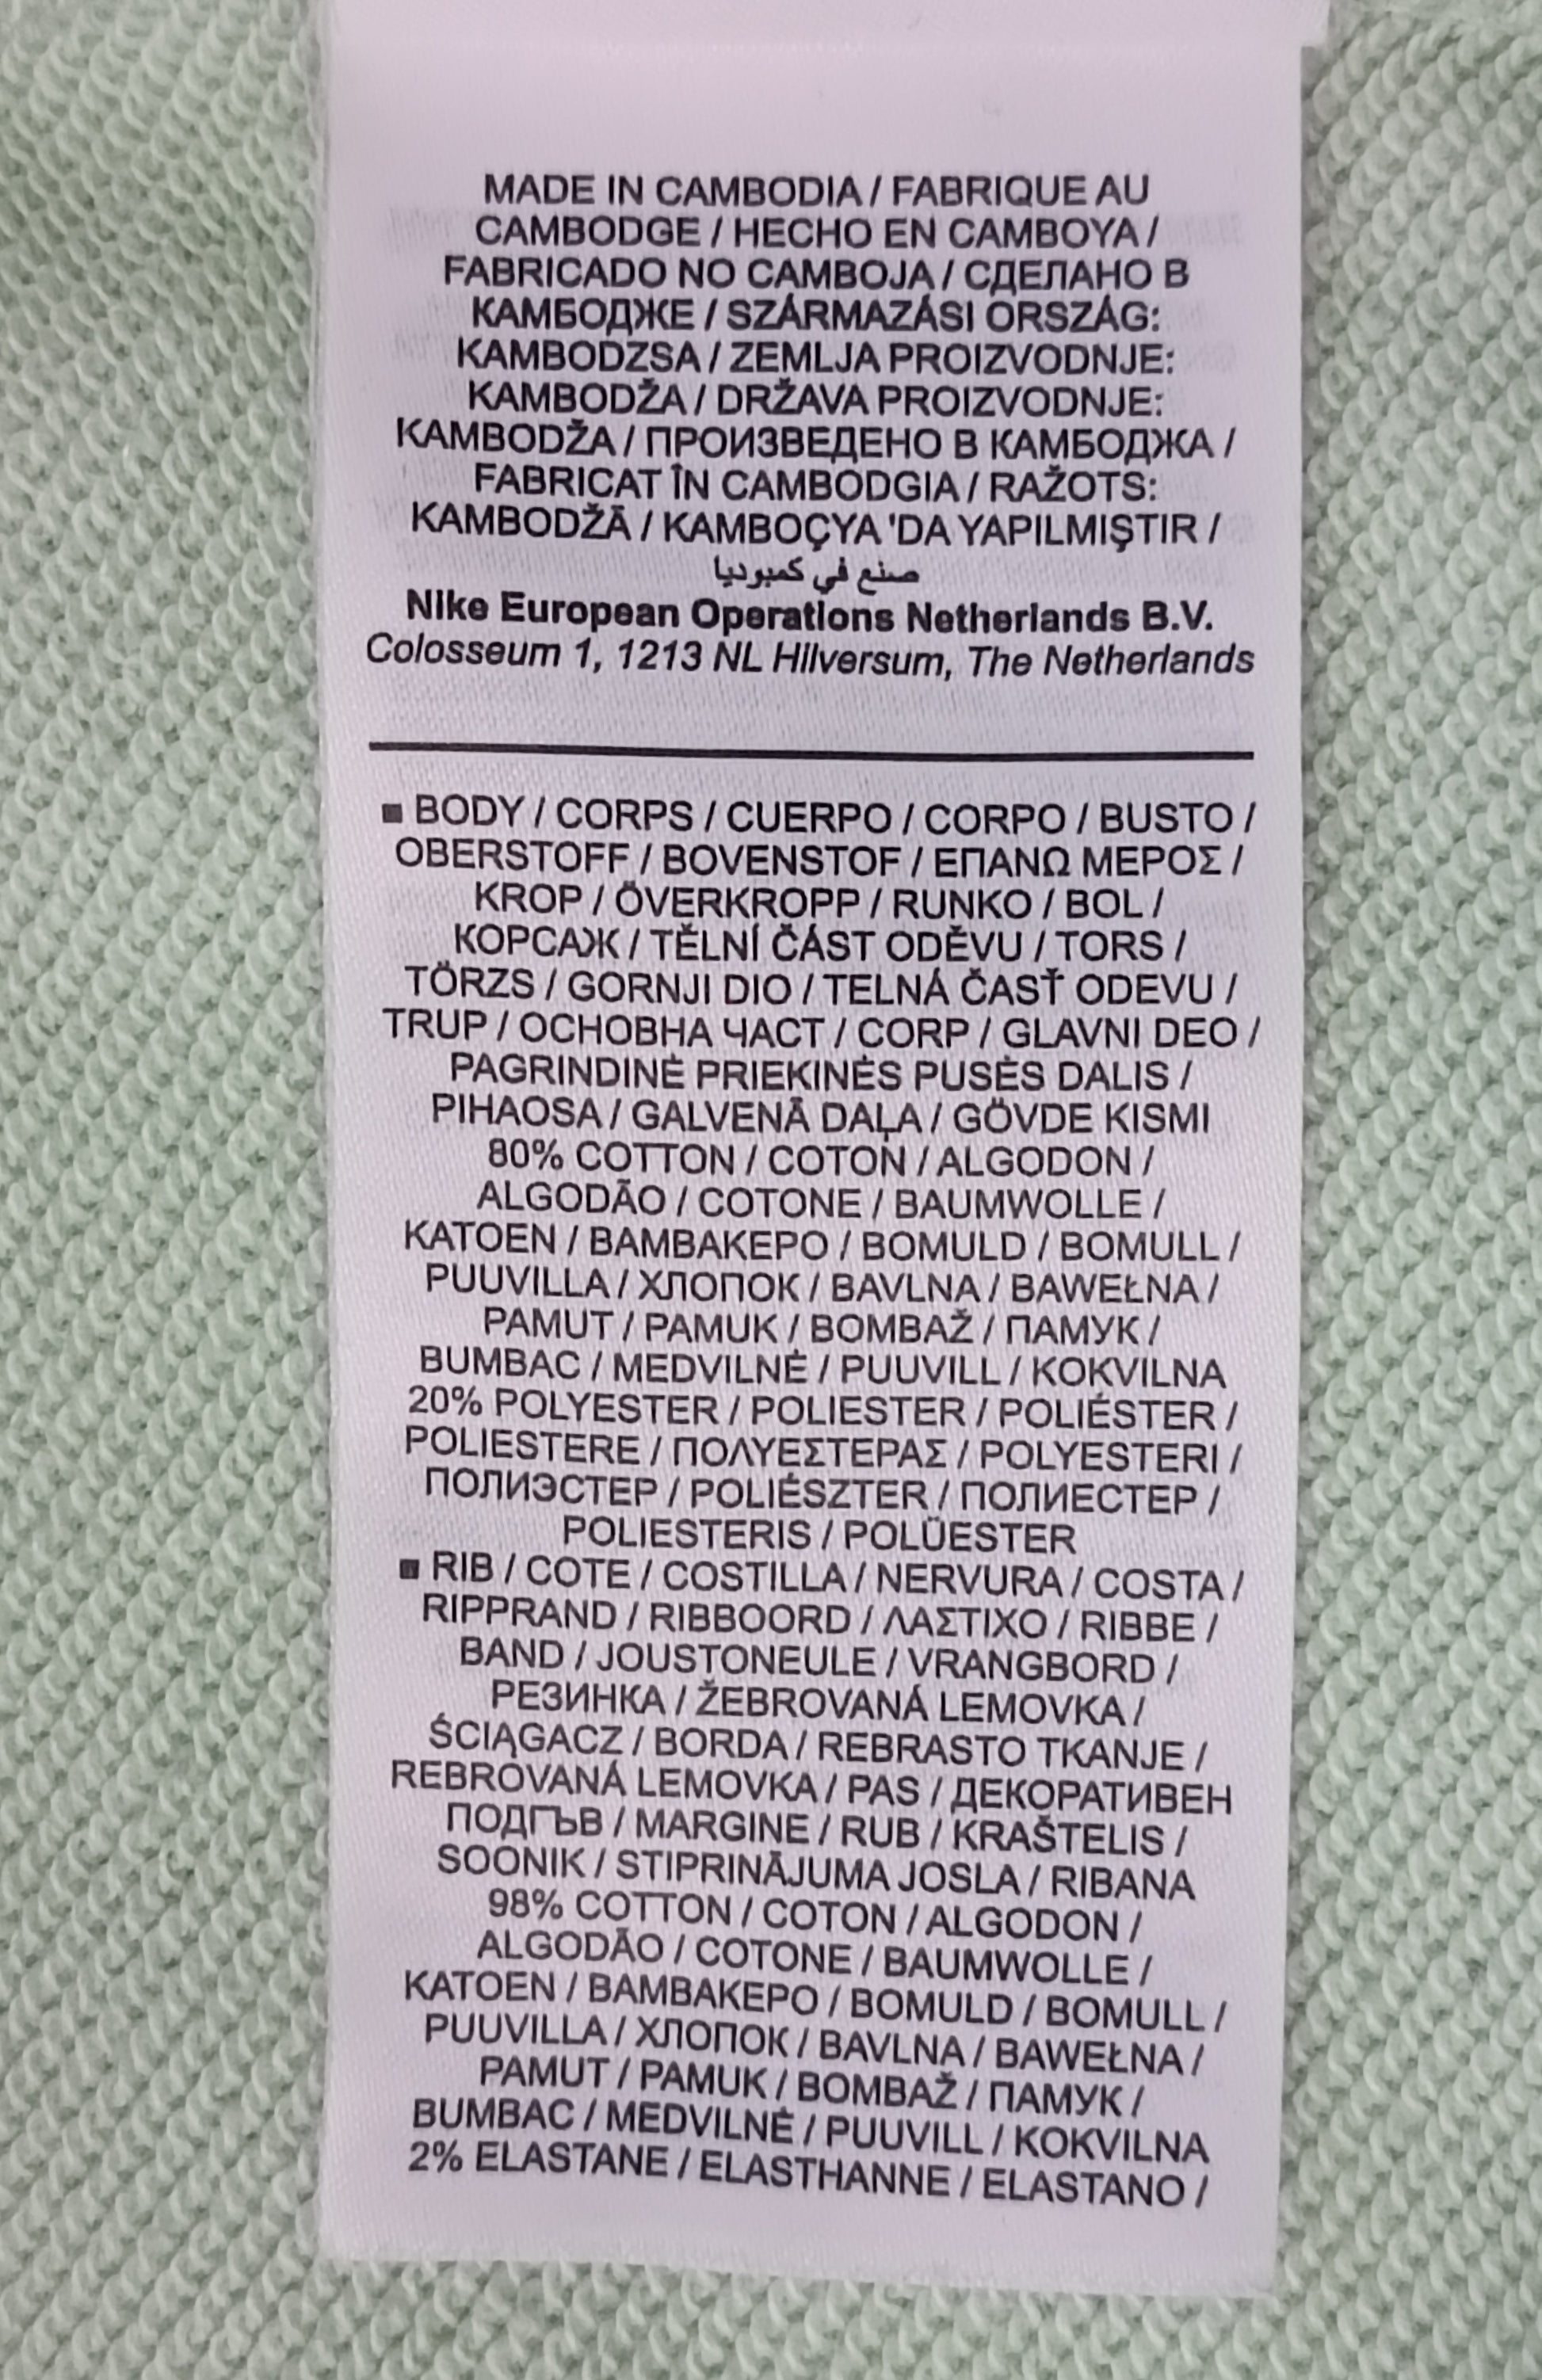 MADE IN CAMBODIA / FABRIQUE AU
CAMBODGE / HECHO EN CAMBOYA /
FABRICADO NO CAMBOJA / СДЕЛАНО В
КАМБОДЖЕ / SZÁRMAZÁSI ORSZÁG:
KAMBODZSA / ZEMLJA PROIZVODNJE:
KAMBODŽA / DRŽAVA PROIZVODNJE:
KAMBODŽA / ПРОИЗВЕДЕНО В КАМБОДЖА /
FABRICAT ÎN CAMBODGIA / RAŽOTS:
KAMBODŽĀ / KAMBOÇYA 'DA YAPILMIŞTIR /
صنع في كمبوديا
Nike European Operations Netherlands B.V.
Colosseum 1, 1213 NL Hilversum, The Netherlands
■ BODY / CORPS / CUERPO / CORPO / BUSTO /
OBERSTOFF / BOVENSTOF / ΕΠΑΝΩ ΜΕΡΟΣ /
KROP / ÖVERKROPP / RUNKO / BOL /
КОРСАЖ / TĚLNÍ ČÁST ODĚVU / TORS /
TÖRZS / GORNJI DIO / TELNÁ ČASŤ ODEVU /
TRUP / ОСНОВНА ЧАСТ / CORP / GLAVNI DEO /
PAGRINDINĖ PRIEKINĖS PUSĖS DALIS /
PIHAOSA / GALVENĀ DAĻA / GÖVDE KISMI
80% COTTON / COTON / ALGODON /
ALGODÃO / COTONE / BAUMWOLLE /
KATOEN / ΒΑΜΒΑΚΕΡΟ / BOMULD / BOMULL /
PUUVILLA / ХЛОПОК / BAVLNA / BAWEŁNA /
PAMUT / PAMUK / BOMBAŽ / ПАМУК /
BUMBAC / MEDVILNĖ / PUUVILL / KOKVILNA
20% POLYESTER / POLIESTER / POLIÉSTER /
POLIESTERE / ΠΟΛΥΕΣΤΕΡΑΣ / POLYESTERI /
ПОЛИЭСТЕР / POLIÉSZTER / ПОЛИЕСТЕР /
POLIESTERIS / POLÜESTER
■ RIB / COTE / COSTILLA / NERVURA / COSTA /
RIPPRAND / RIBBOORD / ΛΑΣΤΙΧΟ / RIBBE /
BAND / JOUSTONEULE / VRANGBORD /
РЕЗИНКА / ŽEBROVANÁ LEMOVKA /
ŚCIĄGACZ / BORDA / REBRASTO TKANJE /
REBROVANÁ LEMOVKA / PAS / ДЕКОРАТИВЕН
ПОДГЪВ / MARGINE / RUB / KRAŠTELIS /
SOONIK / STIPRINĀJUMA JOSLA / RIBANA
98% COTTON / COTON / ALGODON /
ALGODÃO / COTONE / BAUMWOLLE /
KATOEN / ΒΑΜΒΑΚΕΡΟ / BOMULD / BOMULL /
PUUVILLA / ХЛОПОК / BAVLNA / BAWEŁNA /
PAMUT / PAMUK / BOMBAŽ / ПАМУК /
BUMBAC / MEDVILNĖ / PUUVILL / KOKVILNA
2% ELASTANE / ELASTHANNE / ELASTANO /